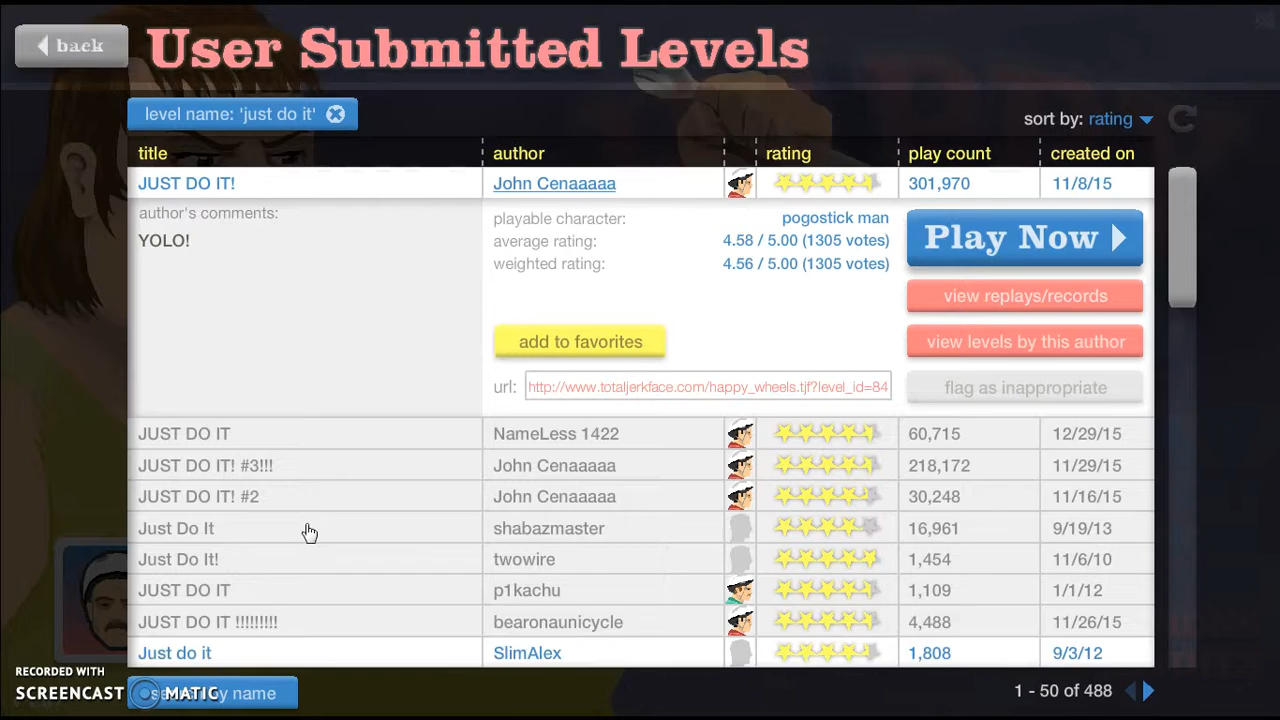 back
User Submitted Levels
level name: 'just do it'
sort by: rating
title author rating play count created on
JUST DO IT! John Cenaaaaa 301,970 11/8/15
author's comments:
YOLO!
playable character: pogostick man
average rating: 4.58 / 5.00 (1305 votes)
weighted rating: 4.56 / 5.00 (1305 votes)
Play Now
view replays/records
add to favorites
view levels by this author
url: http://www.totaljerkface.com/happy_wheels.tjf?level_id=84
flag as inappropriate
JUST DO IT NameLess 1422 60,715 12/29/15
JUST DO IT! #3!!! John Cenaaaaa 218,172 11/29/15
JUST DO IT! #2 John Cenaaaaa 30,248 11/16/15
Just Do It shabazmaster 16,961 9/19/13
Just Do It! twowire 1,454 11/6/10
JUST DO IT p1kachu 1,109 1/1/12
JUST DO IT !!!!!!!!! bearonaunicycle 4,488 11/26/15
Just do it SlimAlex 1,808 9/3/12
RECORDED WITH
SCREENCAST MATIC
name
1 - 50 of 488